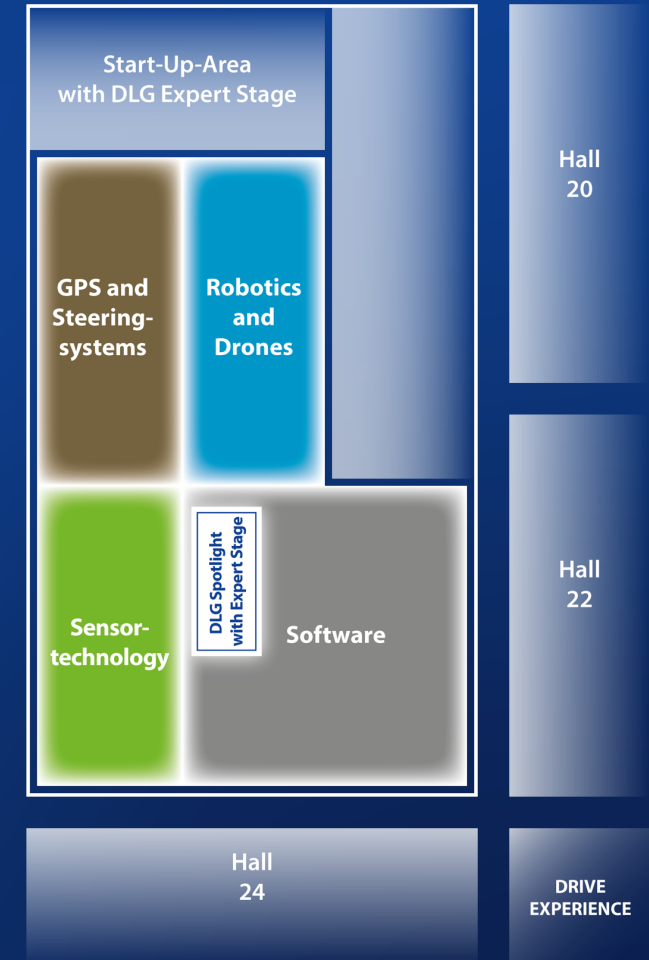 Start-Up-Area
with DLG Expert Stage
Hall
20
GPS and
Steering-
systems
Robotics
and
Drones
DLG Spotlight
with Expert Stage
Sensor-
technology
Software
Hall
22
Hall
24
DRIVE
EXPERIENCE